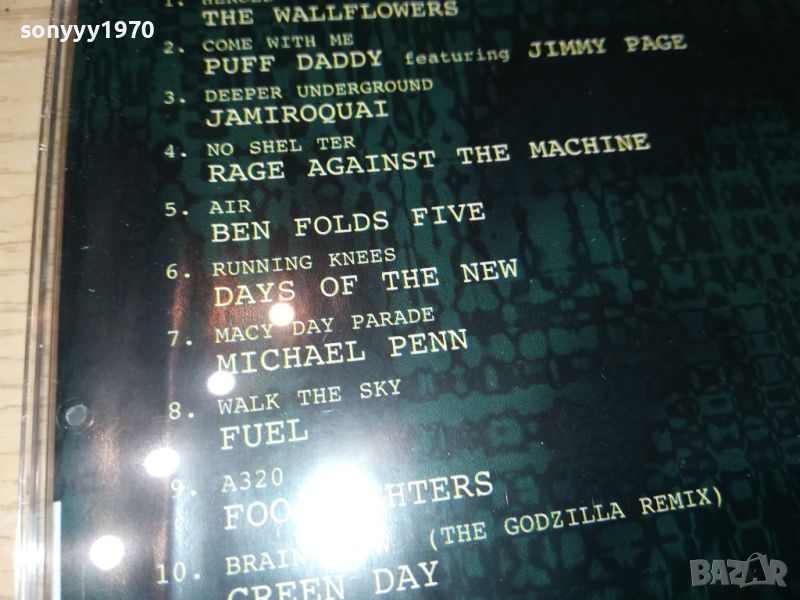 sonyyy1970
1. HEROES
THE WALLFLOWERS
2. COME WITH ME
PUFF DADDY featuring JIMMY PAGE
3. DEEPER UNDERGROUND
JAMIROQUAI
4. NO SHEL TER
RAGE AGAINST THE MACHINE
5. AIR
BEN FOLDS FIVE
6. RUNNING KNEES
DAYS OF THE NEW
7. MACY DAY PARADE
MICHAEL PENN
8. WALK THE SKY
FUEL
9. A320
FOO FIGHTERS
10. BRAIN (THE GODZILLA REMIX)
GREEN DAY
BAZAR